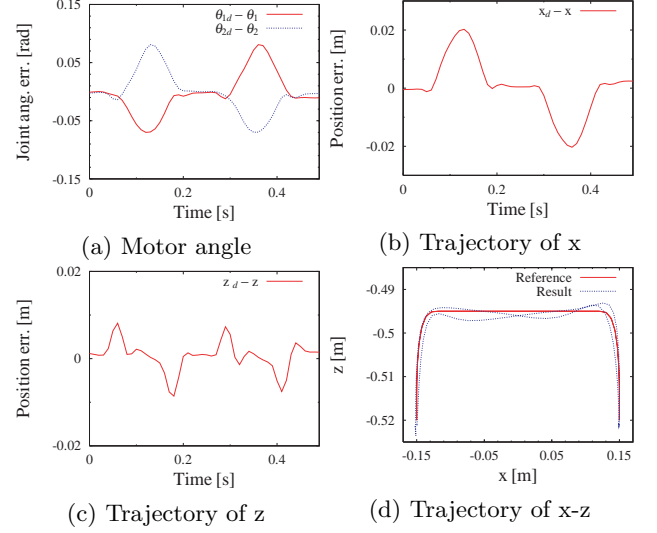 θ1d − θ1
θ2d − θ2
0.15
0.05
-0.05
-0.15
0
0.2
0.4
Joint ang. err. [rad]
Time [s]
(a) Motor angle
xd − x
0.02
0
-0.02
0
0.2
0.4
Position err. [m]
Time [s]
(b) Trajectory of x
z d − z
0.02
0
-0.02
0
0.2
0.4
Position err. [m]
Time [s]
(c) Trajectory of z
Reference
Result
-0.49
-0.5
-0.51
-0.52
-0.15
-0.05
0.05
0.15
z [m]
x [m]
(d) Trajectory of x-z